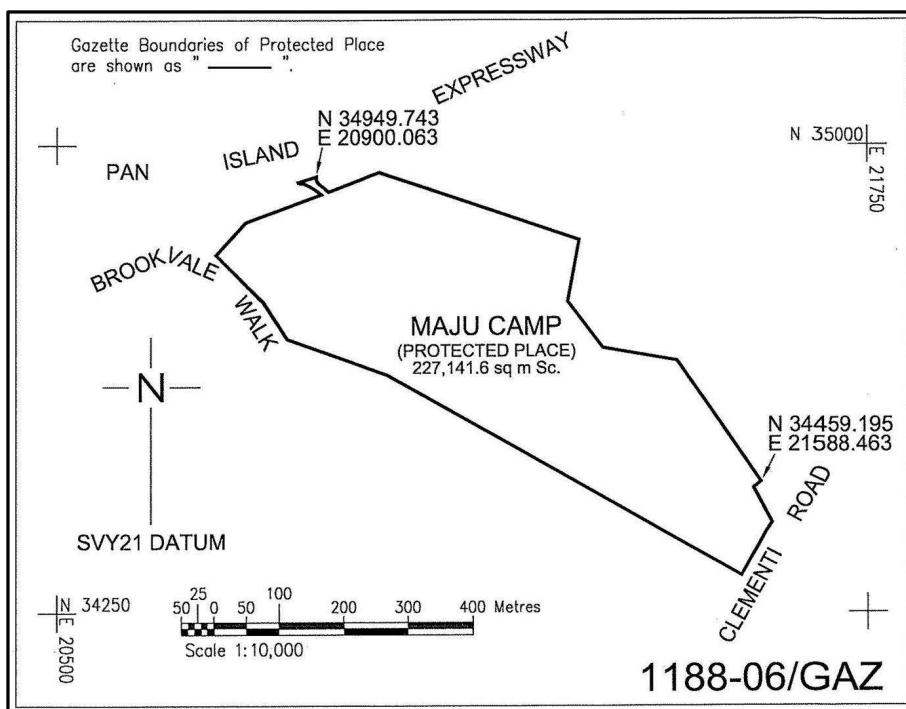 Gazette Boundaries of Protected Place
are shown as " ——— ".
PAN ISLAND EXPRESSWAY
N 34949.743
E 20900.063
N 35000
E 21750
BROOKVALE WALK
MAJU CAMP
(PROTECTED PLACE)
227,141.6 sq m Sc.
N
N 34459.195
E 21588.463
CLEMENTI ROAD
SVY21 DATUM
N 34250
E 20500
50 25 0 50 100 200 300 400 Metres
Scale 1:10,000
1188-06/GAZ